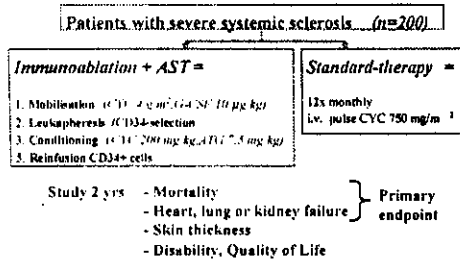 Patients with severe systemic sclerosis (n=200)
Immunoablation + AST =
1. Mobilisation (CYC 4 g/m², G-CSF 10 µg/kg)
2. Leukapheresis /CD34-selection
3. Conditioning (CYC 200 mg/kg, ATG 7.5 mg/kg)
5. Reinfusion CD34+ cells
Standard-therapy =
12x monthly
i.v. pulse CYC 750 mg/m²
Study 2 yrs - Mortality
- Heart, lung or kidney failure
- Skin thickness
- Disability, Quality of Life
Primary
endpoint